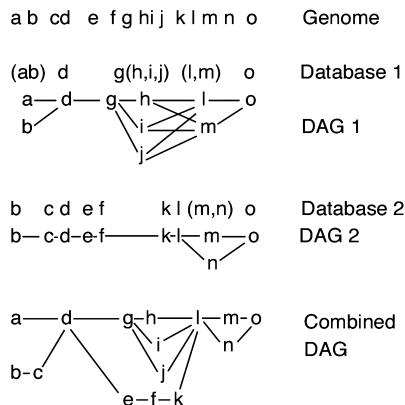 a b cd e f g hi j k l m n o Genome
(ab) d g(h,i,j) (l,m) o Database 1
a d g h l o
b i m DAG 1
j
b c d e f k l (m,n) o Database 2
b c d e f k l m o DAG 2
n
a d g h l m o Combined
i n DAG
b c j
e f k